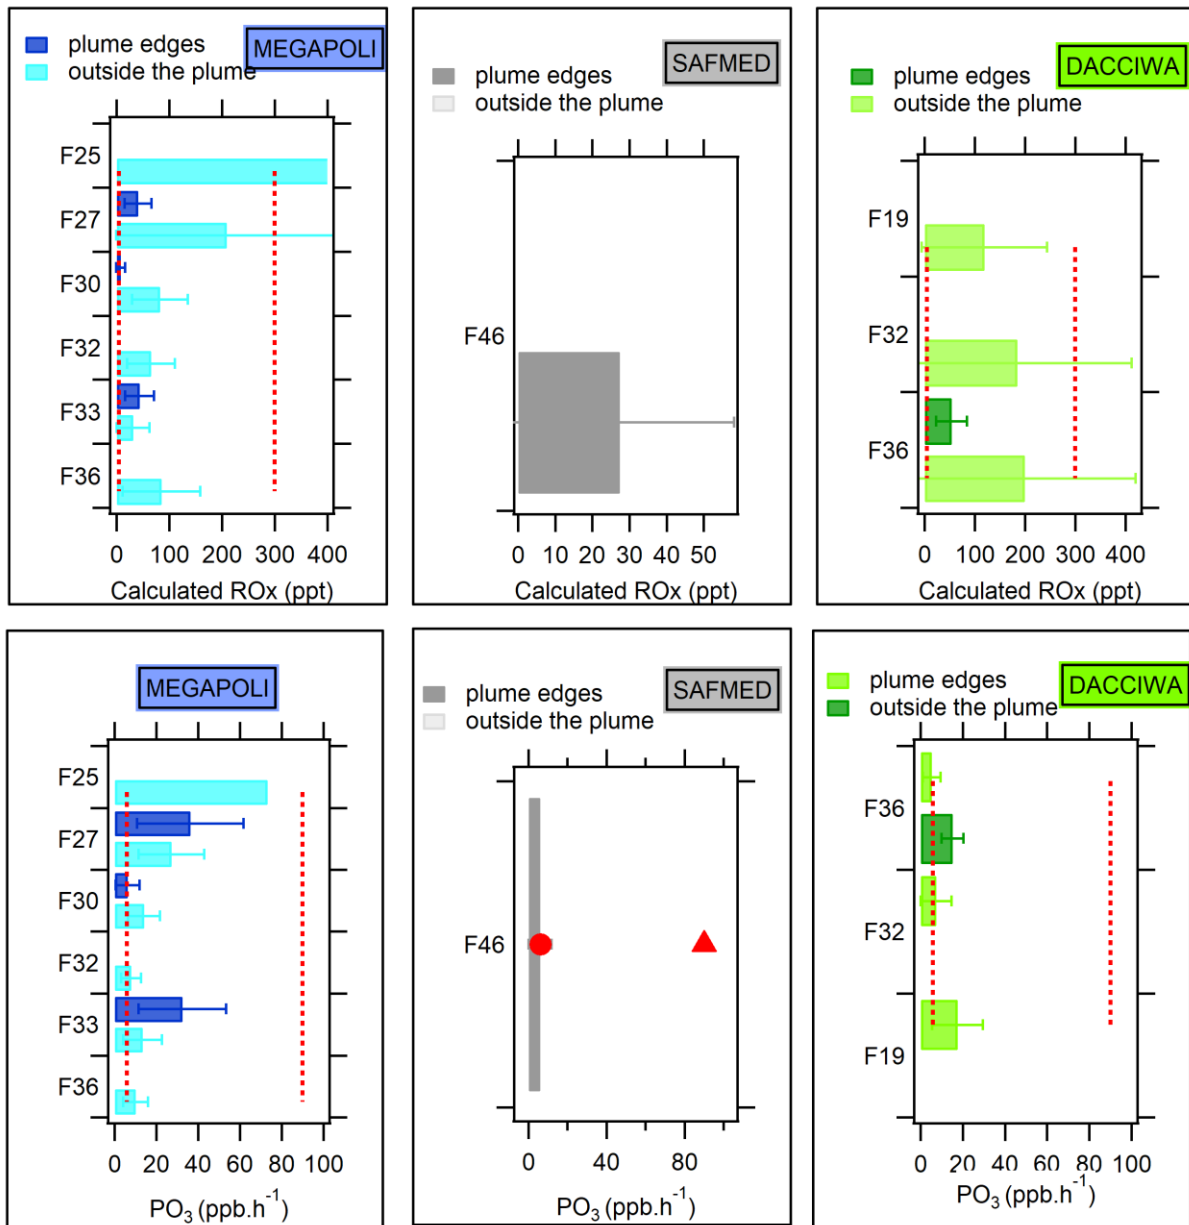 plume edges
outside the plume
MEGAPOLI
0 100 200 300 400
F25
F27
F30
F32
F33
F36
Calculated ROx (ppt)
plume edges
outside the plume
SAFMED
F46
0 10 20 30 40 50
Calculated ROx (ppt)
plume edges
outside the plume
DACCIWA
F19
F32
F36
0 100 200 300 400
Calculated ROx (ppt)
MEGAPOLI
F25
F27
F30
F32
F33
F36
0 20 40 60 80 100
PO₃ (ppb.h⁻¹)
plume edges
outside the plume
SAFMED
F46
0 40 80
PO₃ (ppb.h⁻¹)
plume edges
outside the plume
DACCIWA
F36
F32
F19
0 20 40 60 80 100
PO₃ (ppb.h⁻¹)